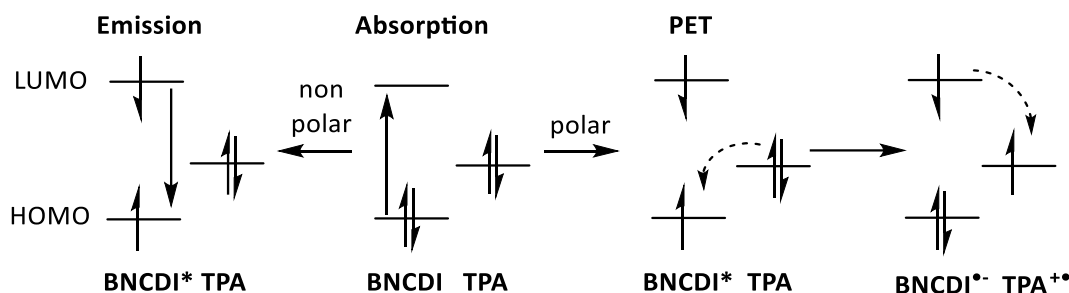 Emission
Absorption
PET
LUMO
non
polar
polar
HOMO
BNCDI* TPA
BNCDI TPA
BNCDI* TPA
BNCDI•- TPA+•